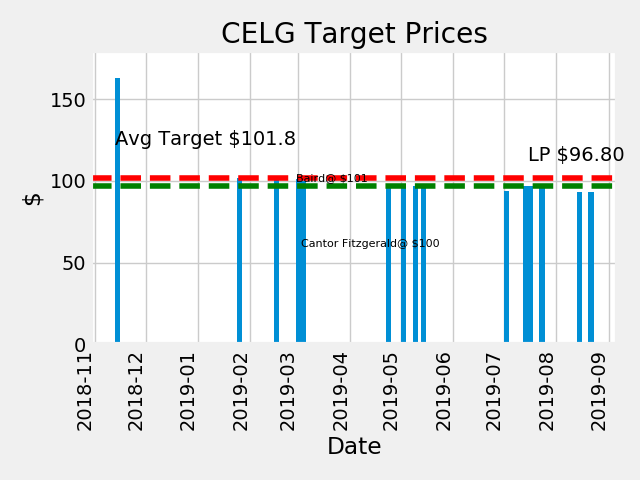 CELG Target Prices
$
150
100
50
0
Avg Target $101.8
LP $96.80
Baird@ $101
Cantor Fitzgerald@ $100
2018-11
2018-12
2019-01
2019-02
2019-03
2019-04
2019-05
2019-06
2019-07
2019-08
2019-09
Date